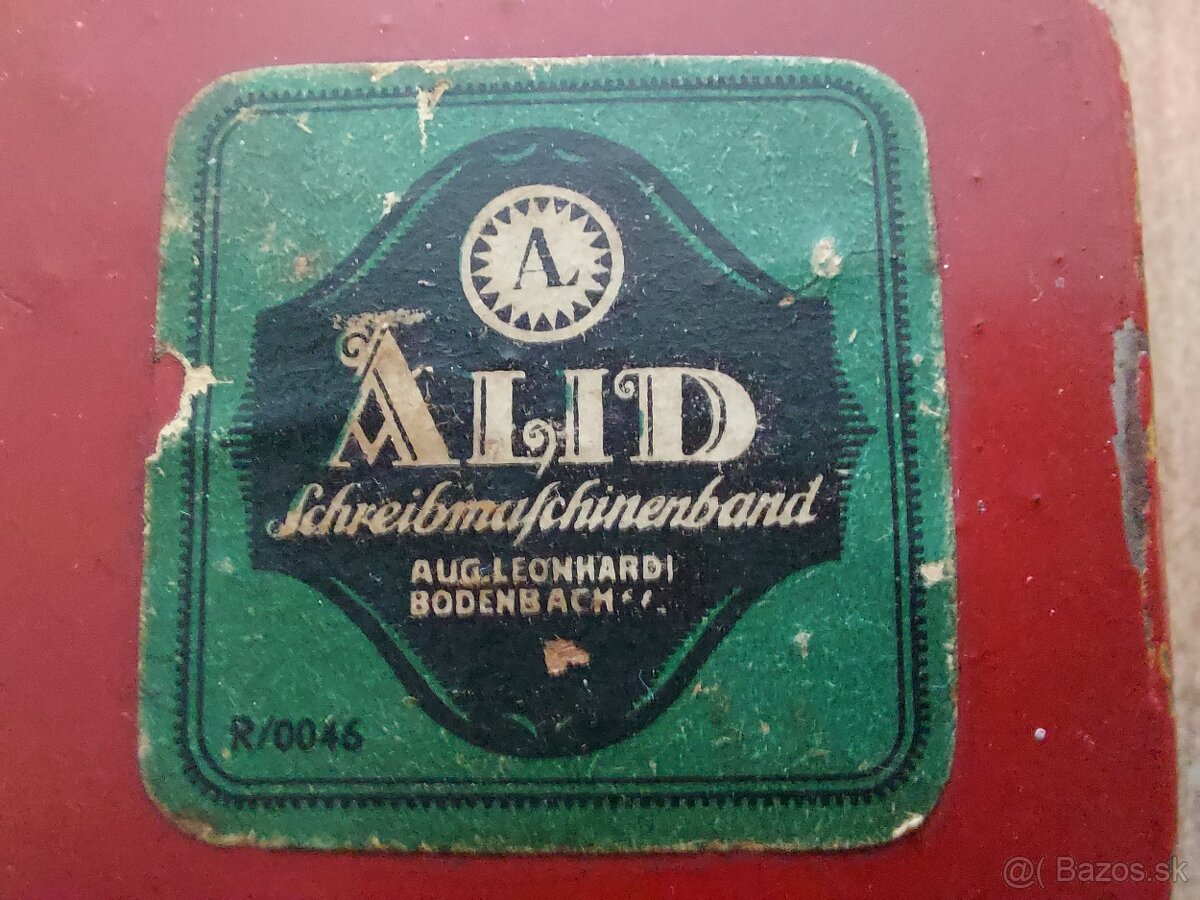 A
ALID
Schreibmaſchinenband
AUG. LEONHARDI
BODENBACH
R/0046
@( Bazos.sk